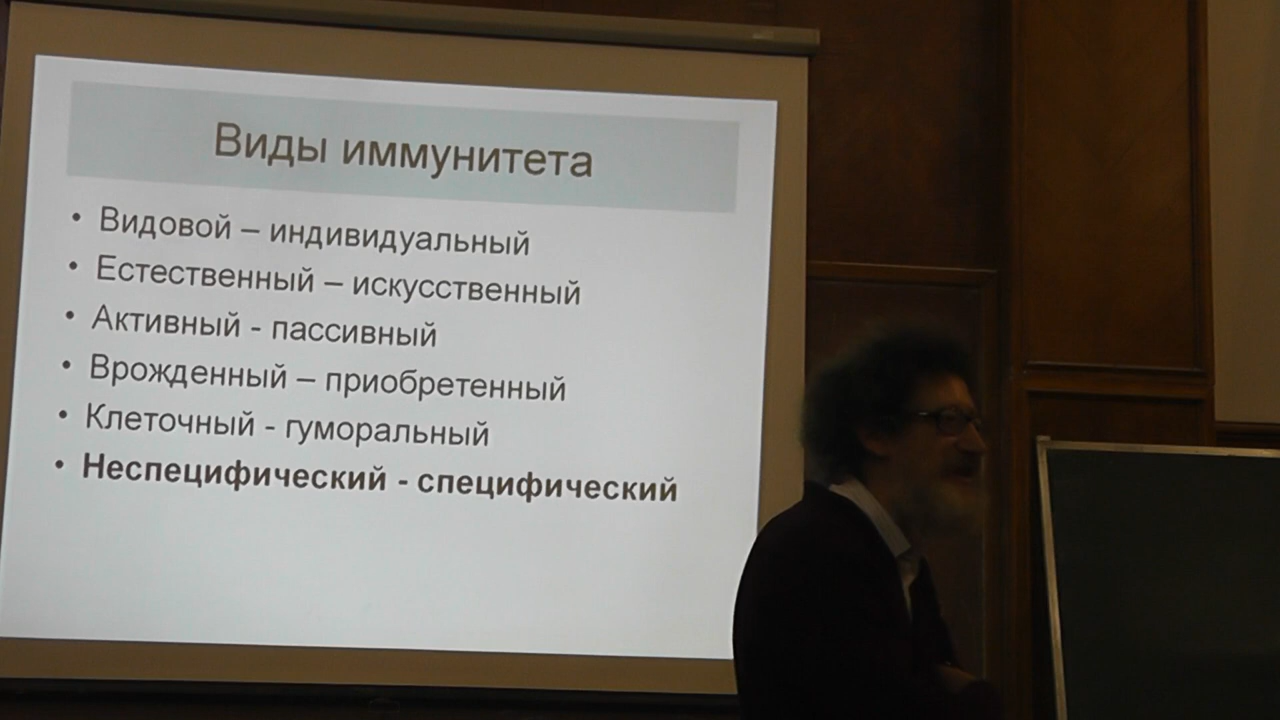 Виды иммунитета
• Видовой – индивидуальный
• Естественный – искусственный
• Активный - пассивный
• Врожденный – приобретенный
• Клеточный - гуморальный
• Неспецифический - специфический